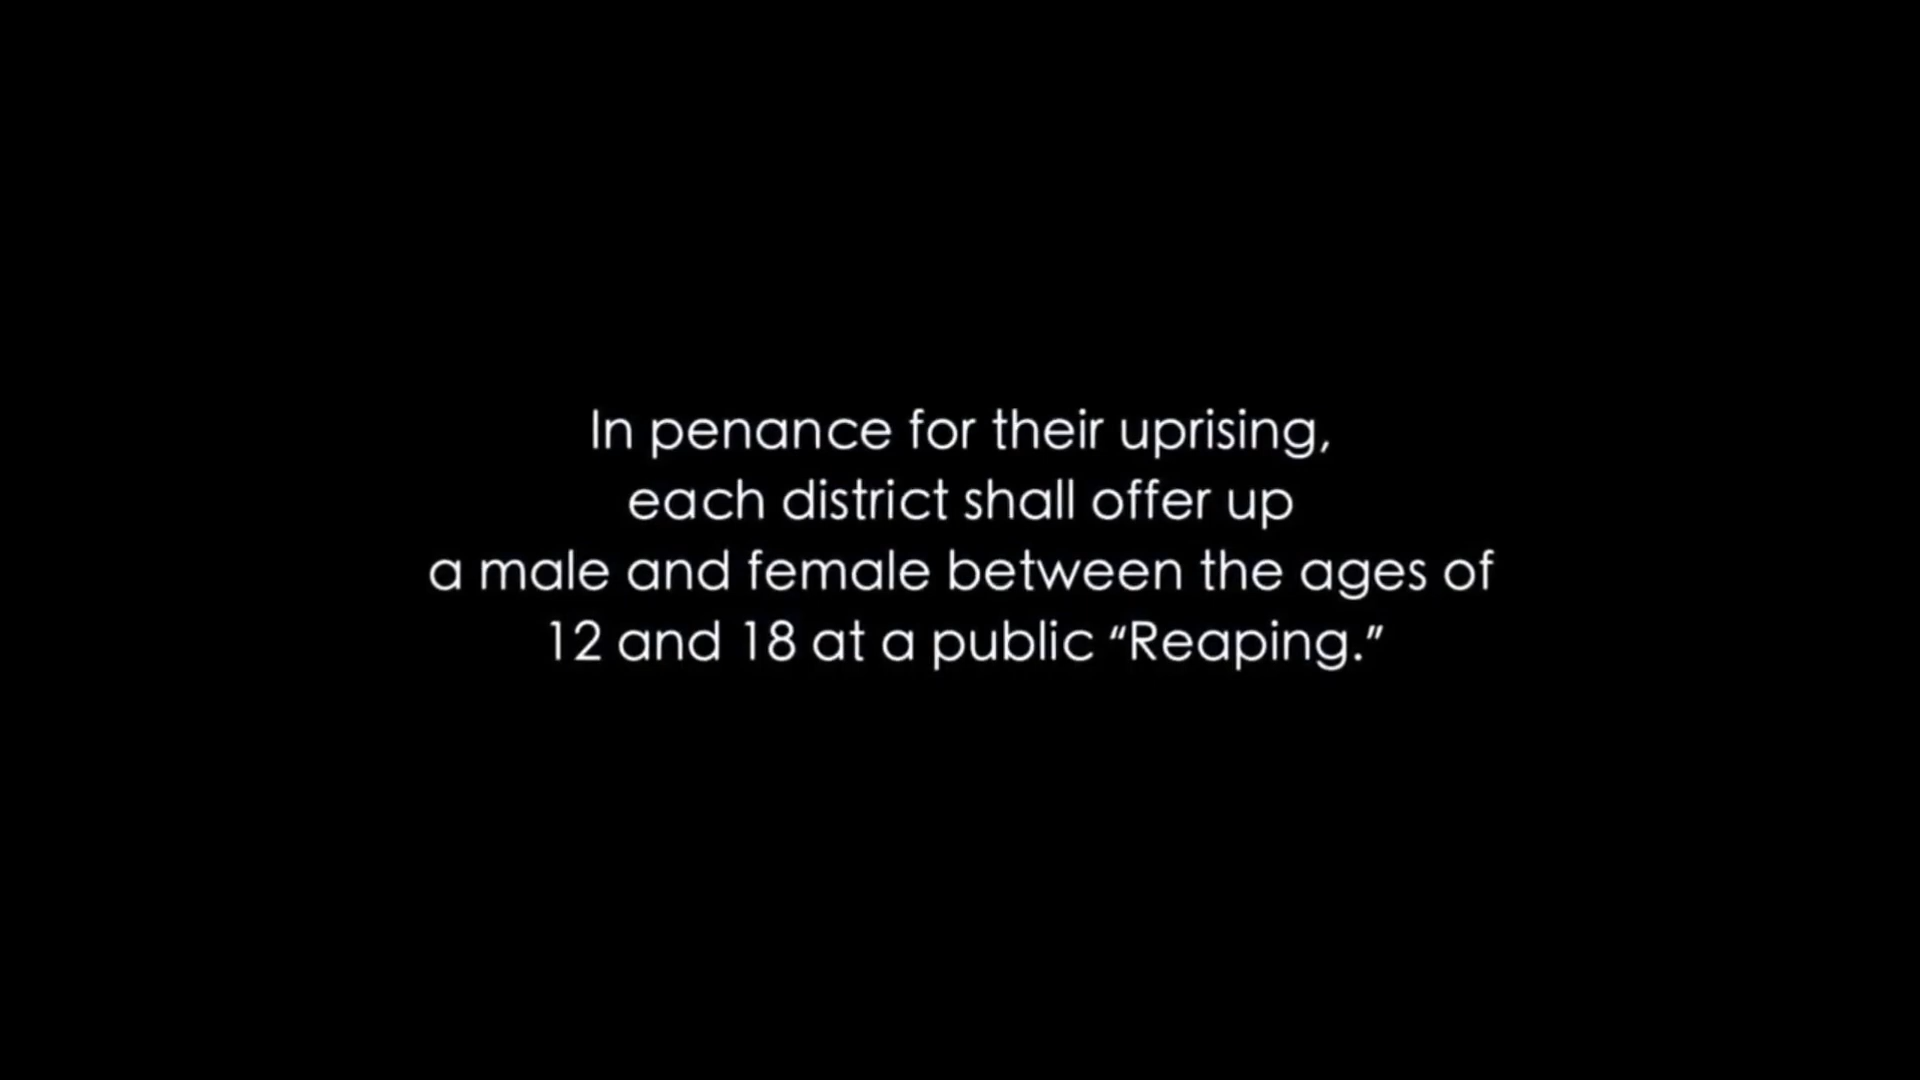 In penance for their uprising,
each district shall offer up
a male and female between the ages of
12 and 18 at a public “Reaping.”